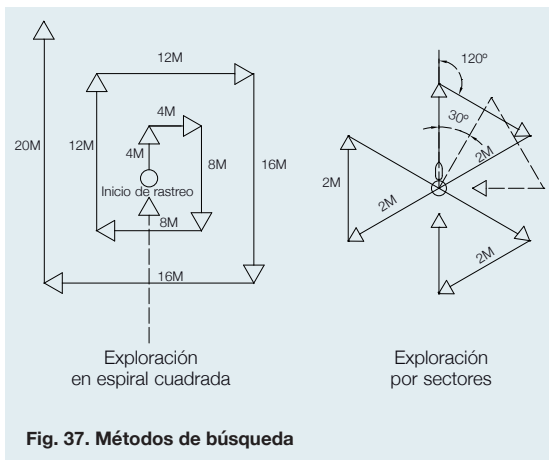 12M
4M
20M
12M
4M
8M
16M
Inicio de rastreo
8M
16M
120º
30º
2M
2M
2M
2M
Exploración
en espiral cuadrada
Exploración
por sectores
Fig. 37. Métodos de búsqueda